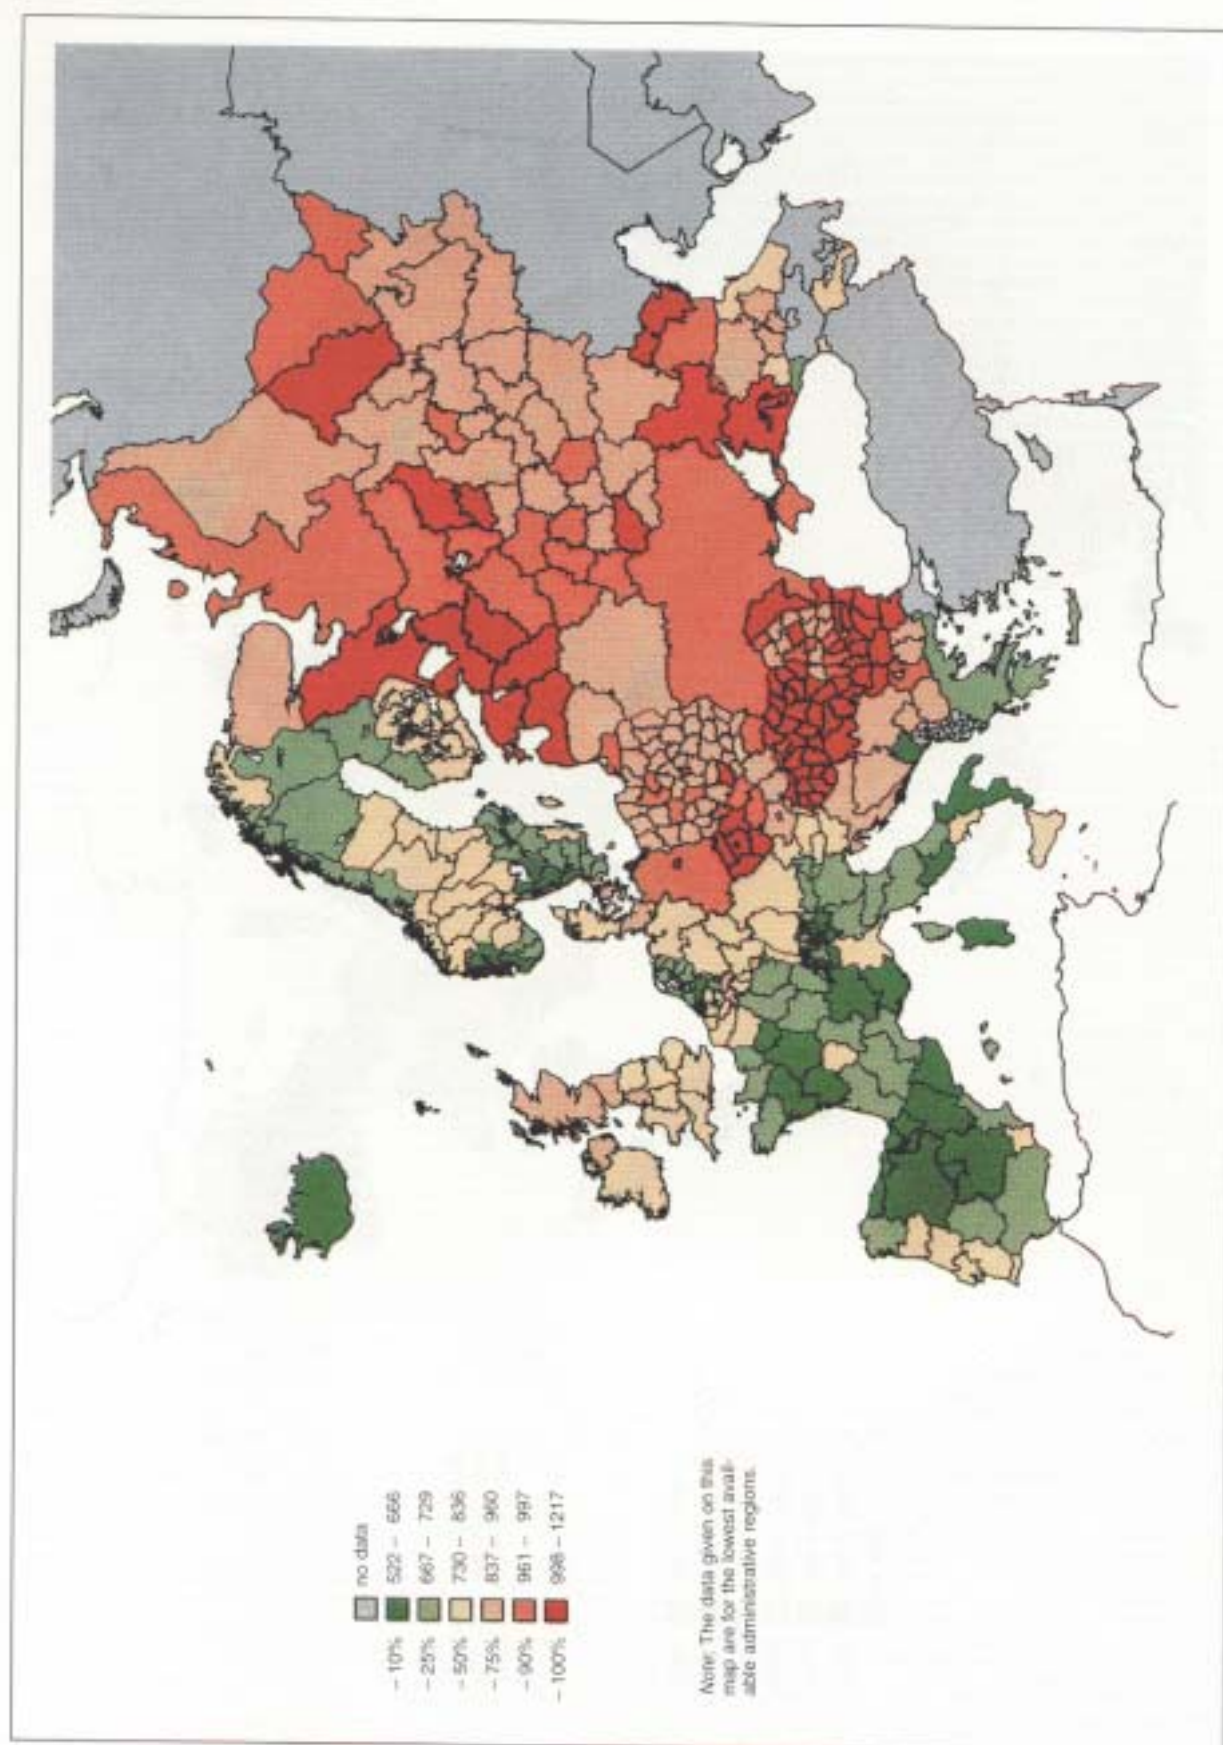 no data
– 10% 522 – 666
– 25% 667 – 729
– 50% 730 – 836
– 75% 837 – 960
– 90% 961 – 997
– 100% 998 – 1217
Note: The data given on this
map are for the lowest avail-
able administrative regions.